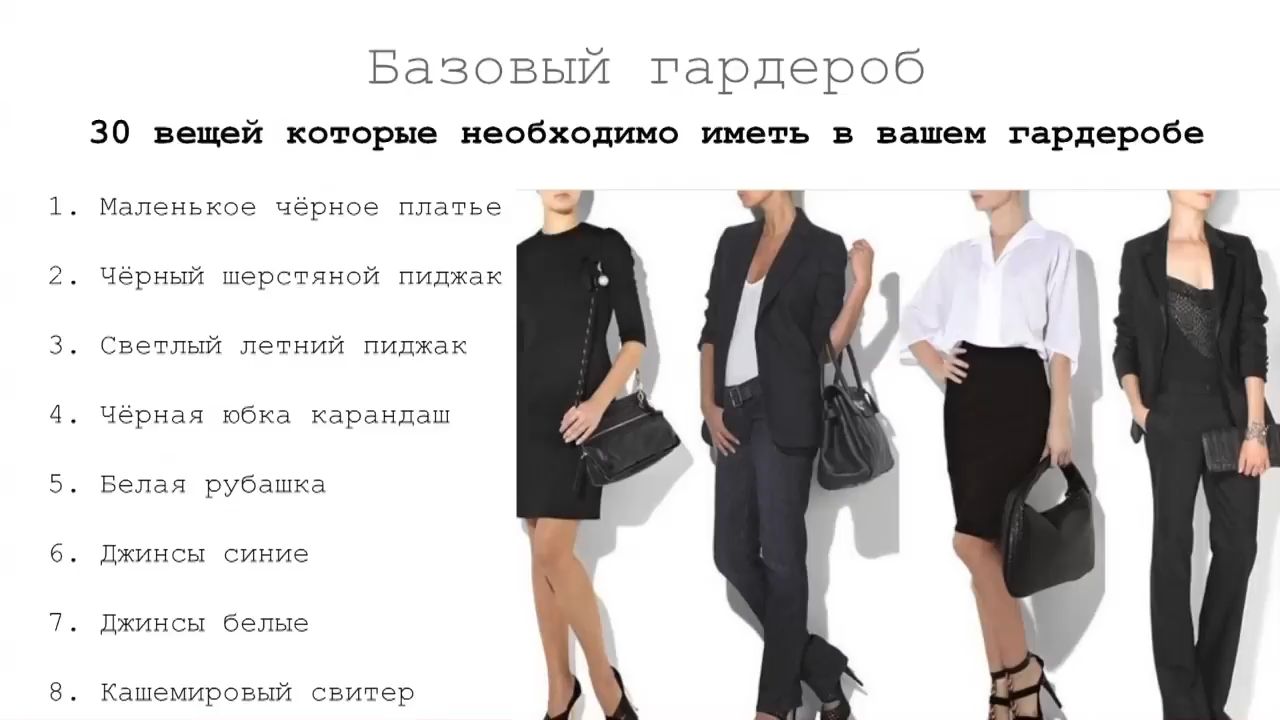 Базовый гардероб
30 вещей которые необходимо иметь в вашем гардеробе
1. Маленькое чёрное платье
2. Чёрный шерстяной пиджак
3. Светлый летний пиджак
4. Чёрная юбка карандаш
5. Белая рубашка
6. Джинсы синие
7. Джинсы белые
8. Кашемировый свитер